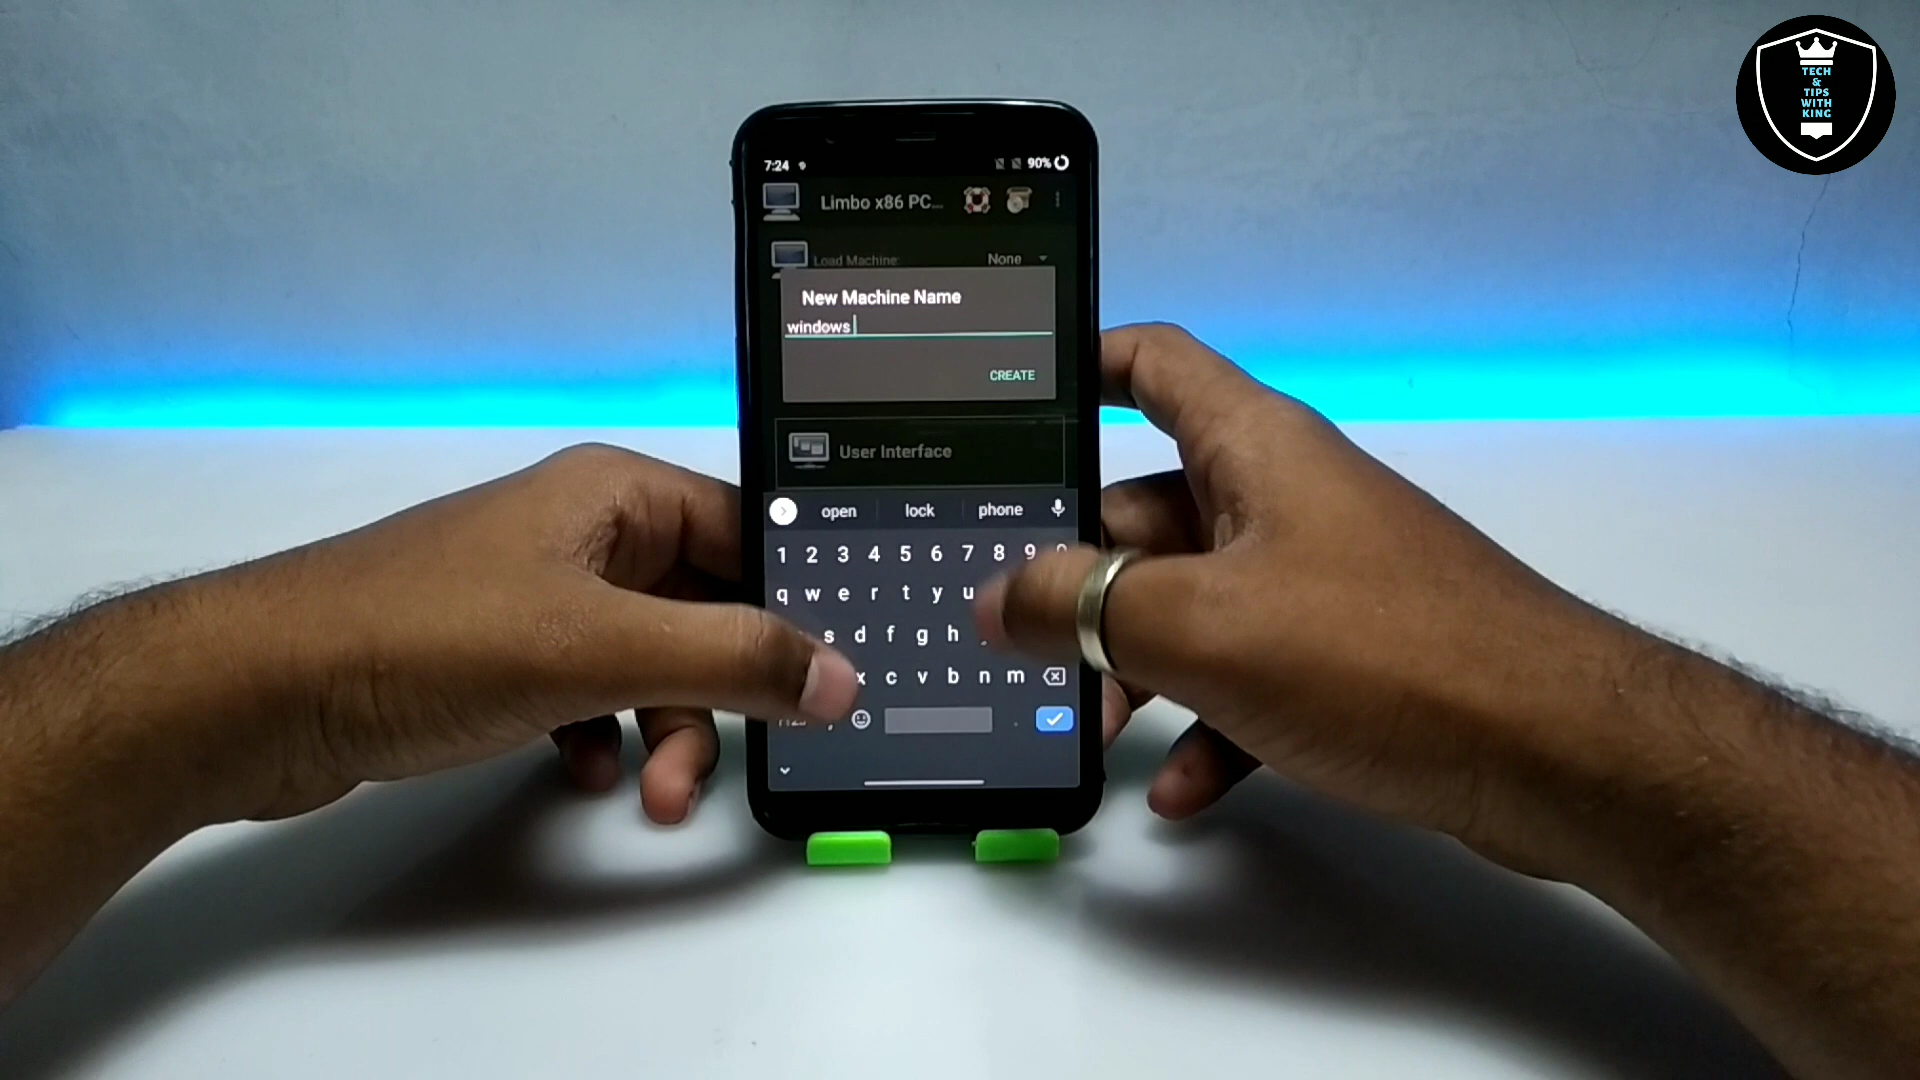 TECH
&
TIPS
WITH
KING
7:24
90%
Limbo x86 PC...
Load Machine:
None
New Machine Name
windows
CREATE
User Interface
open
lock
phone
1 2 3 4 5 6 7 8 9
q w e r t y u
s d f g h
x c v b n m